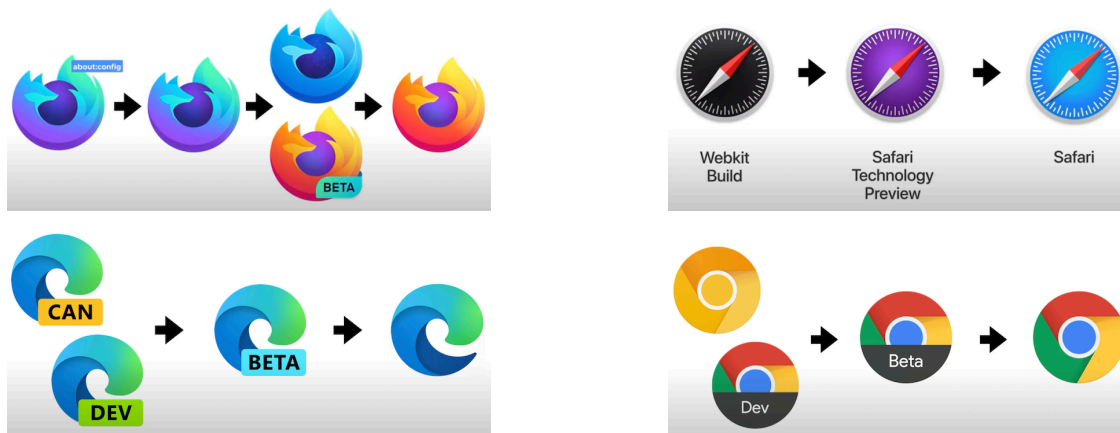 about:config
BETA
Webkit
Build
Safari
Technology
Preview
Safari
CAN
DEV
BETA
Dev
Beta